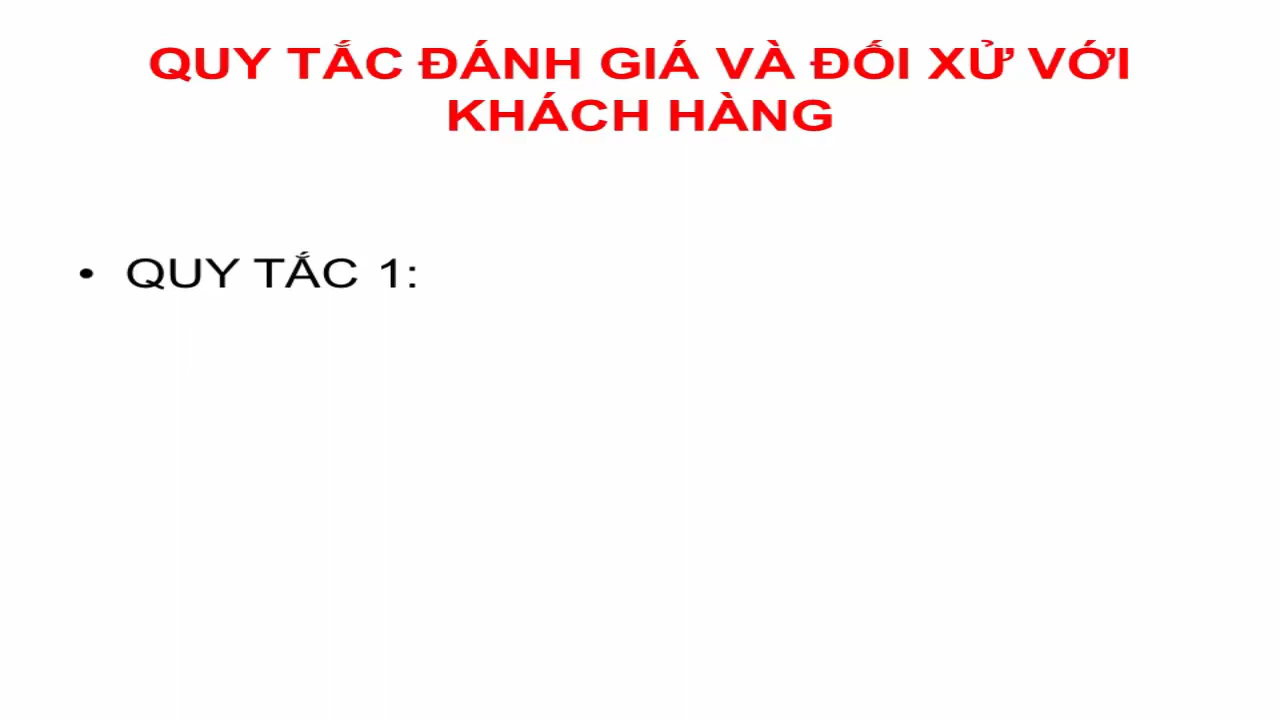 QUY TẮC ĐÁNH GIÁ VÀ ĐỐI XỬ VỚI
KHÁCH HÀNG
• QUY TẮC 1: